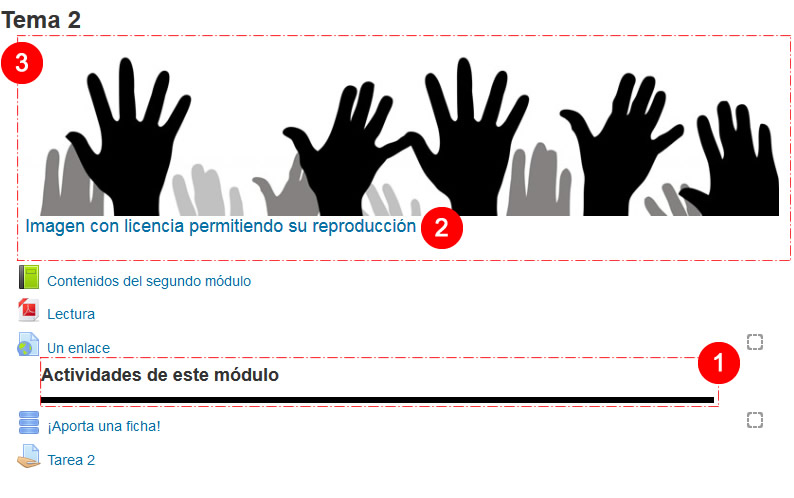 Tema 2
3
Imagen con licencia permitiendo su reproducción 2
Contenidos del segundo módulo
Lectura
Un enlace
1
Actividades de este módulo
¡Aporta una ficha!
Tarea 2